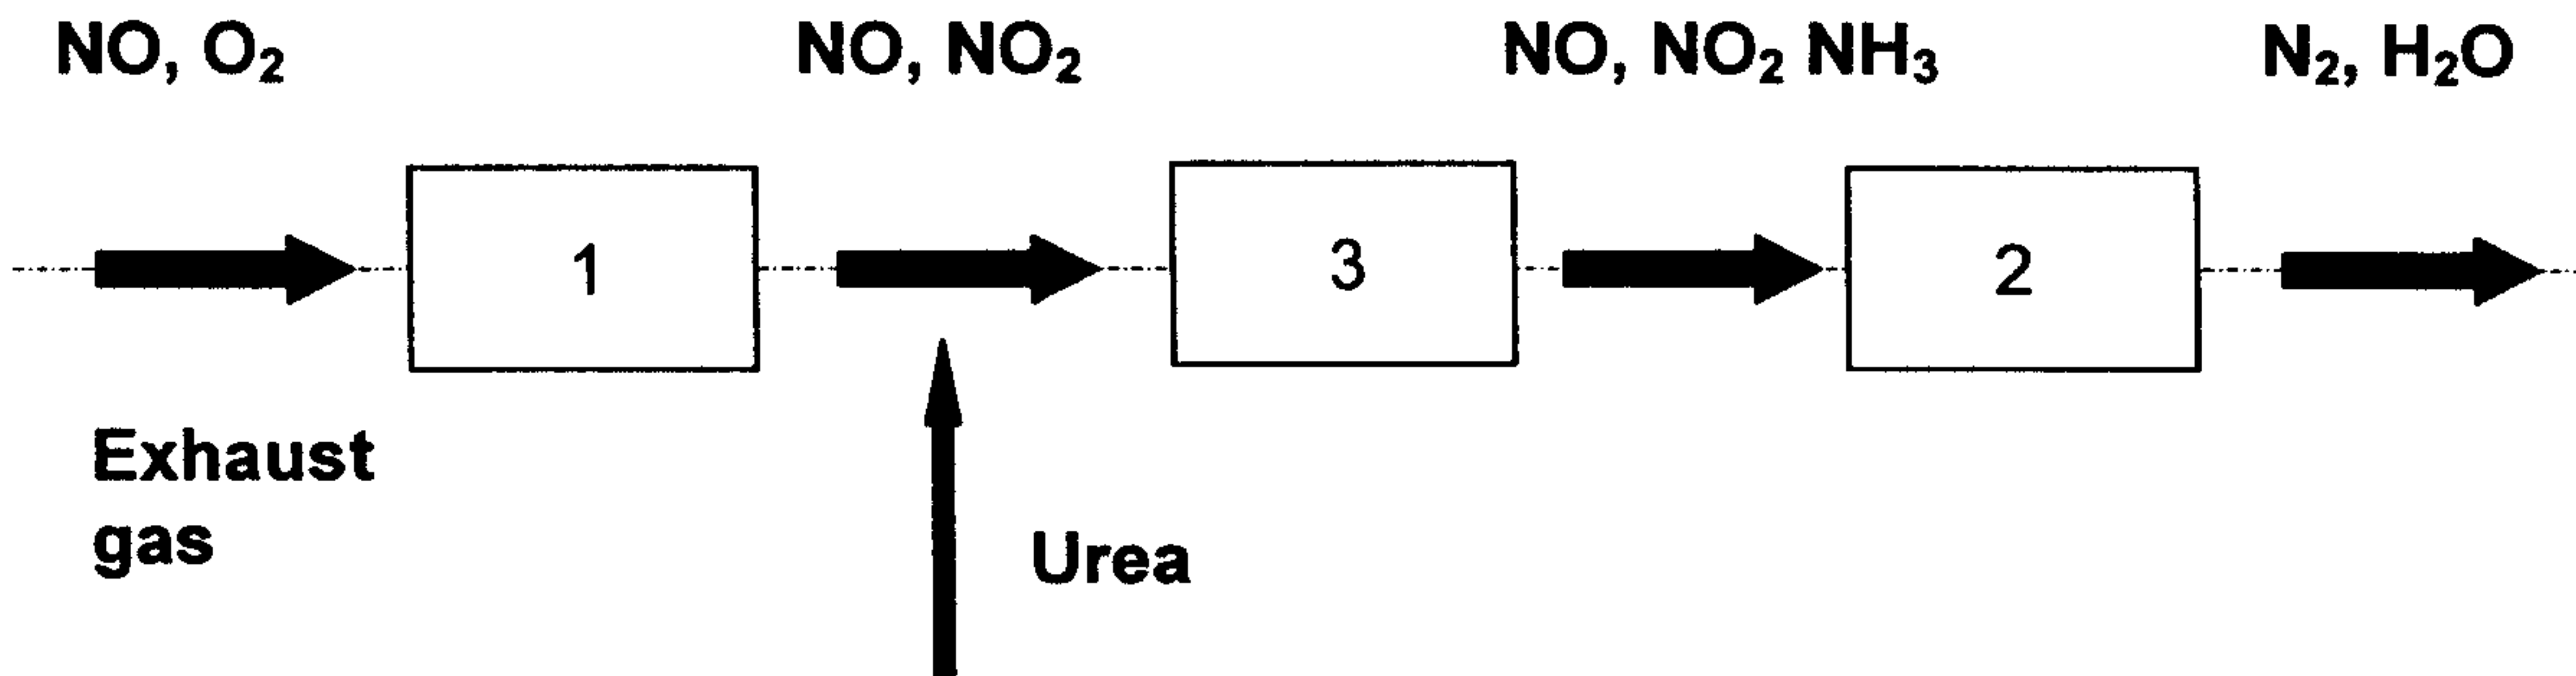 NO, O₂
NO, NO₂
NO, NO₂ NH₃
N₂, H₂O
1
3
2
Exhaust
gas
Urea